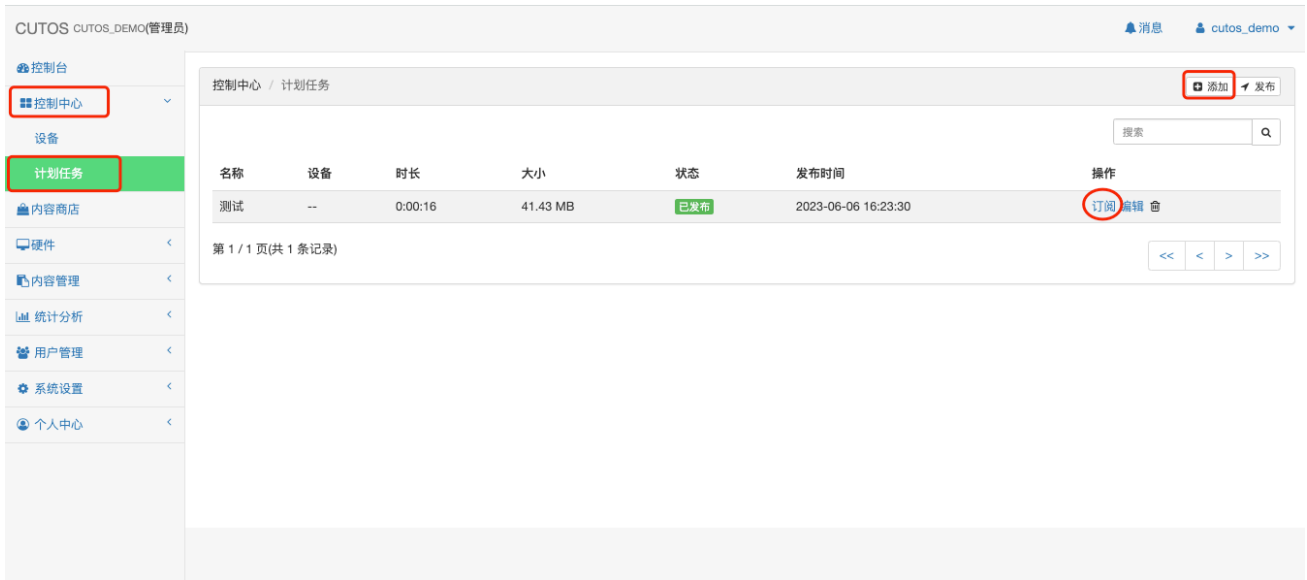 CUTOS CUTOS_DEMO(管理员)
消息
cutos_demo
控制台
控制中心
设备
计划任务
内容商店
硬件
内容管理
统计分析
用户管理
系统设置
个人中心
控制中心 / 计划任务
添加 发布
搜索
名称 设备 时长 大小 状态 发布时间 操作
测试 -- 0:00:16 41.43 MB 已发布 2023-06-06 16:23:30 订阅 编辑
第 1 / 1 页(共 1 条记录)
<< < > >>